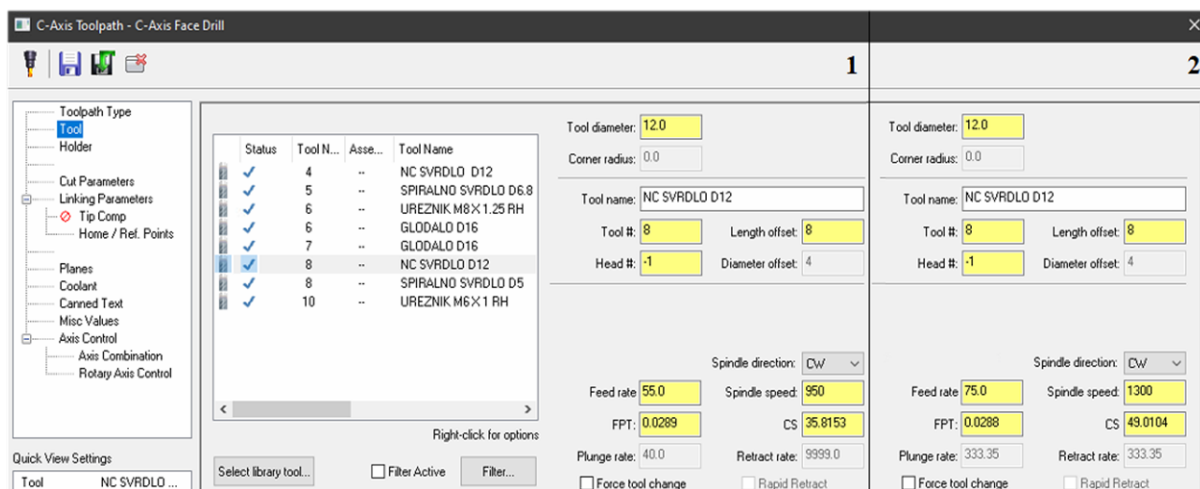 C-Axis Toolpath - C-Axis Face Drill
1
2
Toolpath Type
Tool
Holder
Cut Parameters
Linking Parameters
Tip Comp
Home / Ref. Points
Planes
Coolant
Canned Text
Misc Values
Axis Control
Axis Combination
Rotary Axis Control
Quick View Settings
Tool NC SVRDLO ...
Status Tool N... Asse... Tool Name
4 -- NC SVRDLO D12
5 -- SPIRALNO SVRDLO D6.8
6 -- UREZNIK M8X1.25 RH
6 -- GLODALO D16
7 -- GLODALO D16
8 -- NC SVRDLO D12
8 -- SPIRALNO SVRDLO D5
10 -- UREZNIK M6X1 RH
Right-click for options
Select library tool...
Filter Active
Filter...
Tool diameter: 12.0
Corner radius: 0.0
Tool name: NC SVRDLO D12
Tool #: 8 Length offset: 8
Head #: -1 Diameter offset: 4
Spindle direction: CW
Feed rate 55.0 Spindle speed: 950
FPT: 0.0289 CS 35.8153
Plunge rate: 40.0 Retract rate: 9999.0
Force tool change Rapid Retract
Tool diameter: 12.0
Corner radius: 0.0
Tool name: NC SVRDLO D12
Tool #: 8 Length offset: 8
Head #: -1 Diameter offset: 4
Spindle direction: CW
Feed rate 75.0 Spindle speed: 1300
FPT: 0.0288 CS 49.0104
Plunge rate: 333.35 Retract rate: 333.35
Force tool change Rapid Retract